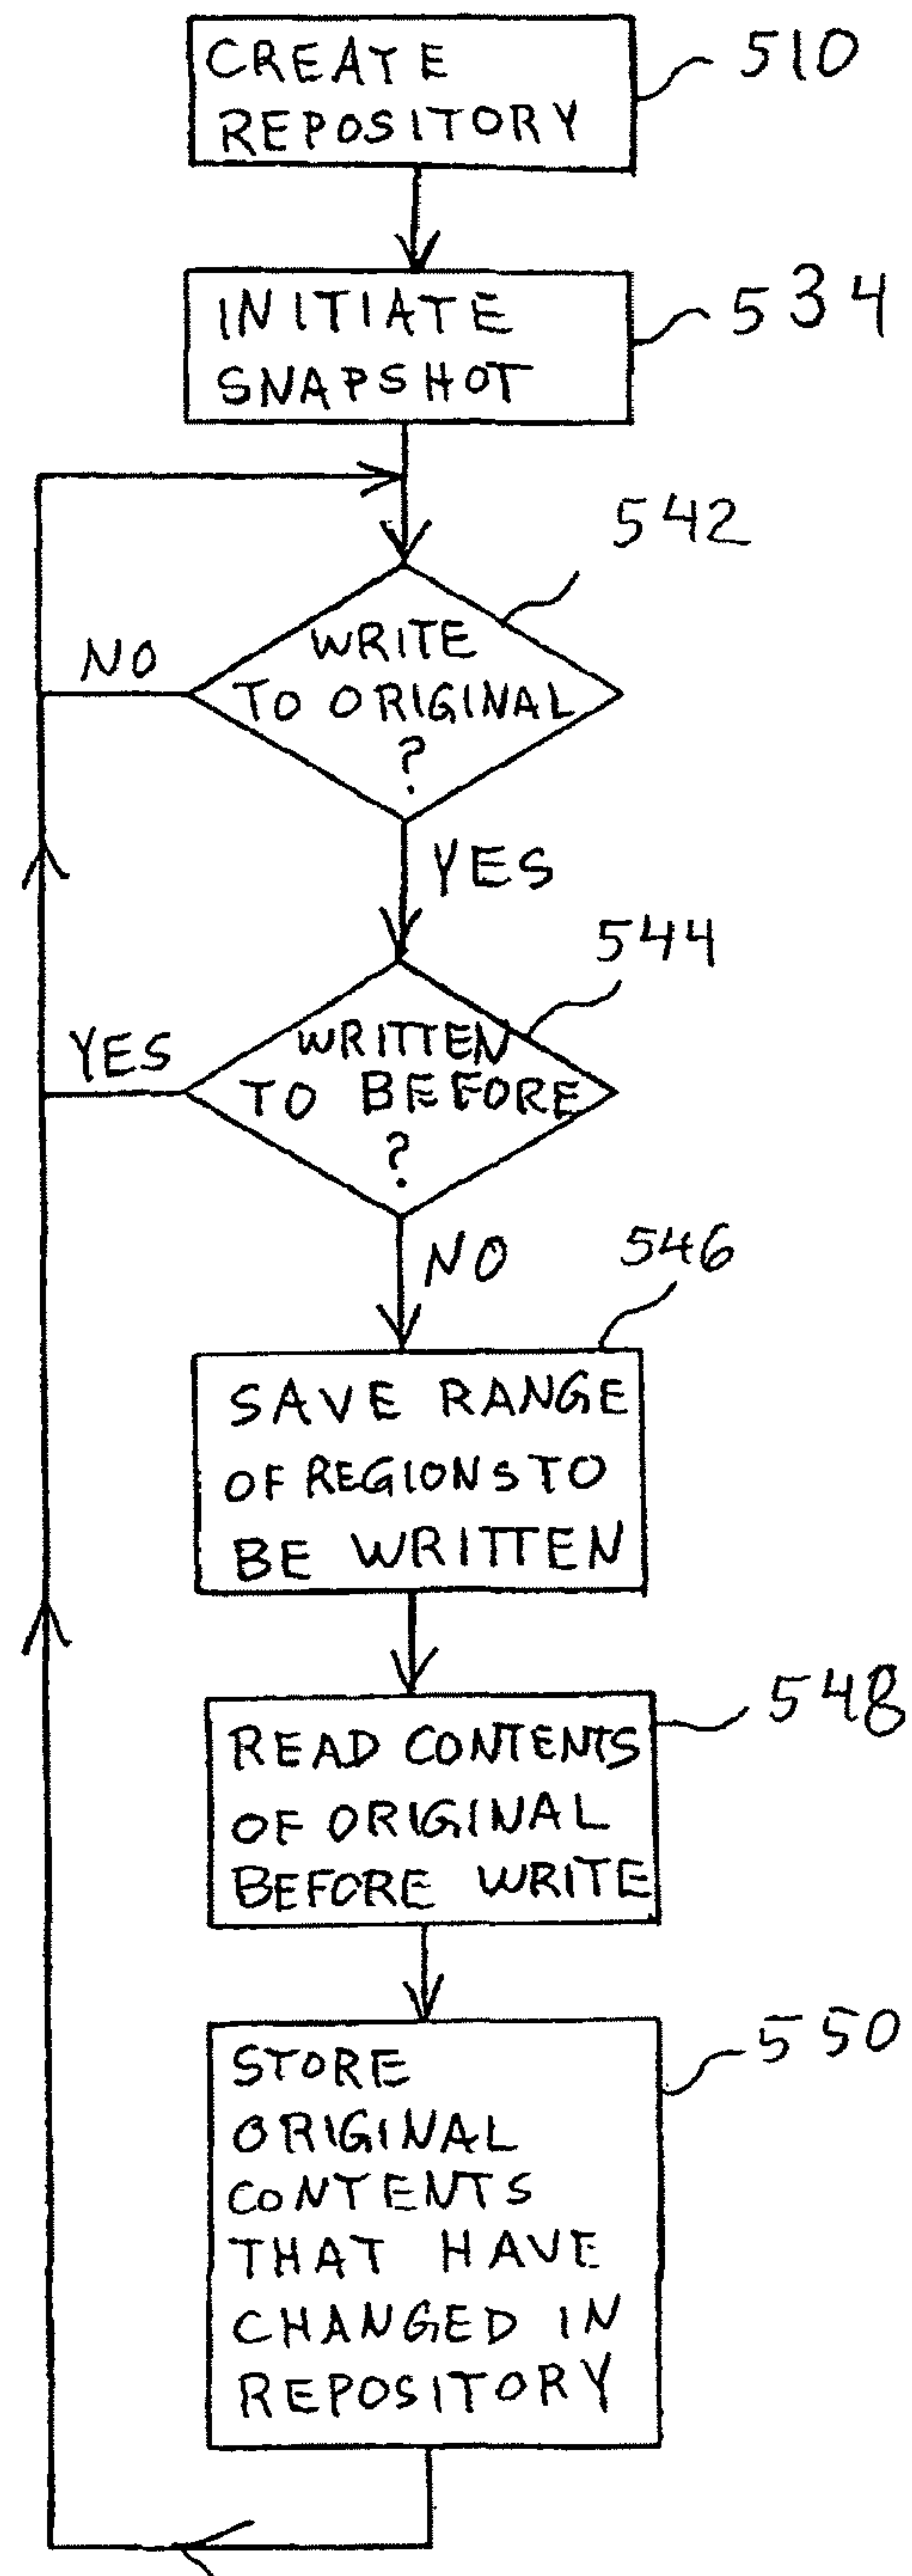 CREATE
REPOSITORY
510
INITIATE
SNAPSHOT
534
542
WRITE
TO ORIGINAL
?
NO
YES
544
WRITTEN
TO BEFORE
?
YES
NO
546
SAVE RANGE
OF REGIONS TO
BE WRITTEN
548
READ CONTENTS
OF ORIGINAL
BEFORE WRITE
550
STORE
ORIGINAL
CONTENTS
THAT HAVE
CHANGED IN
REPOSITORY